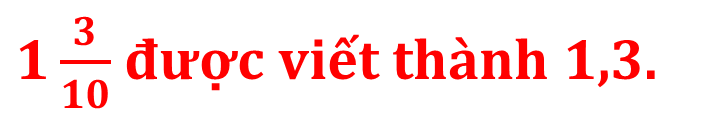 1 3/10 được viết thành 1,3.